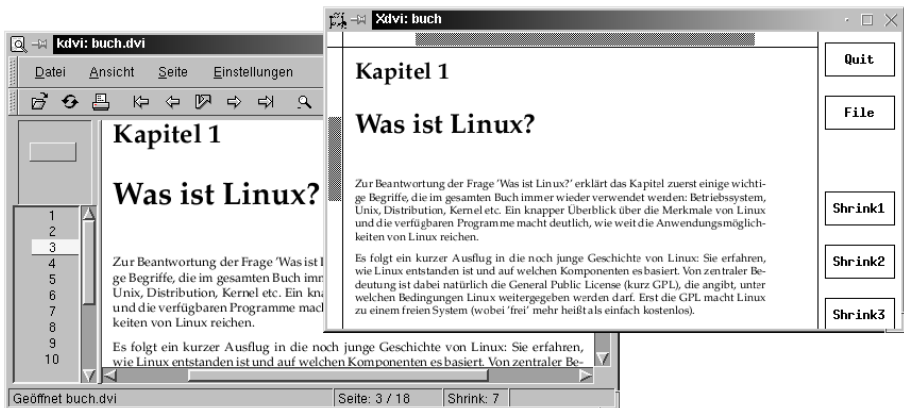 kdvi: buch.dvi
Datei Ansicht Seite Einstellungen
1
2
3
4
5
6
7
8
9
10
Kapitel 1
Was ist Linux?
Zur Beantwortung der Frage 'Was ist
ge Begriffe, die im gesamten Buch imm
Unix, Distribution, Kernel etc. Ein kna
und die verfügbaren Programme mac
keiten von Linux reichen.
Es folgt ein kurzer Ausflug in die noch junge Geschichte von Linux: Sie erfahren,
wie Linux entstanden ist und auf welchen Komponenten es basiert. Von zentraler Be-
Geöffnet buch.dvi
Seite: 3 / 18
Shrink: 7
Xdvi: buch
Kapitel 1
Was ist Linux?
Zur Beantwortung der Frage 'Was ist Linux?' erklärt das Kapitel zuerst einige wichti-
ge Begriffe, die im gesamten Buch immer wieder verwendet werden: Betriebssystem,
Unix, Distribution, Kernel etc. Ein knapper Überblick über die Merkmale von Linux
und die verfügbaren Programme macht deutlich, wie weit die Anwendungsmöglich-
keiten von Linux reichen.
Es folgt ein kurzer Ausflug in die noch junge Geschichte von Linux: Sie erfahren,
wie Linux entstanden ist und auf welchen Komponenten es basiert. Von zentraler Be-
deutung ist dabei natürlich die General Public License (kurz GPL), die angibt, unter
welchen Bedingungen Linux weitergegeben werden darf. Erst die GPL macht Linux
zu einem freien System (wobei 'frei' mehr heißt als einfach kostenlos).
Quit
File
Shrink1
Shrink2
Shrink3